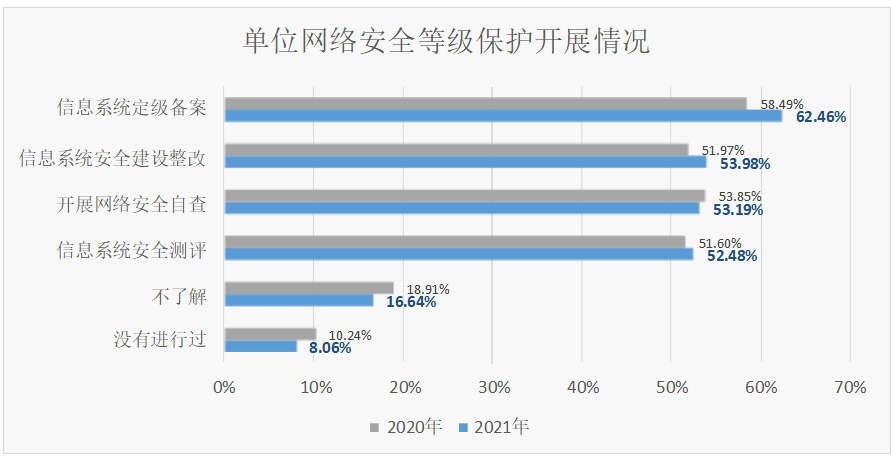 单位网络安全等级保护开展情况
信息系统定级备案
58.49%
62.46%
信息系统安全建设整改
51.97%
53.98%
开展网络安全自查
53.85%
53.19%
信息系统安全测评
51.60%
52.48%
不了解
18.91%
16.64%
没有进行过
10.24%
8.06%
0% 10% 20% 30% 40% 50% 60% 70%
2020年 2021年